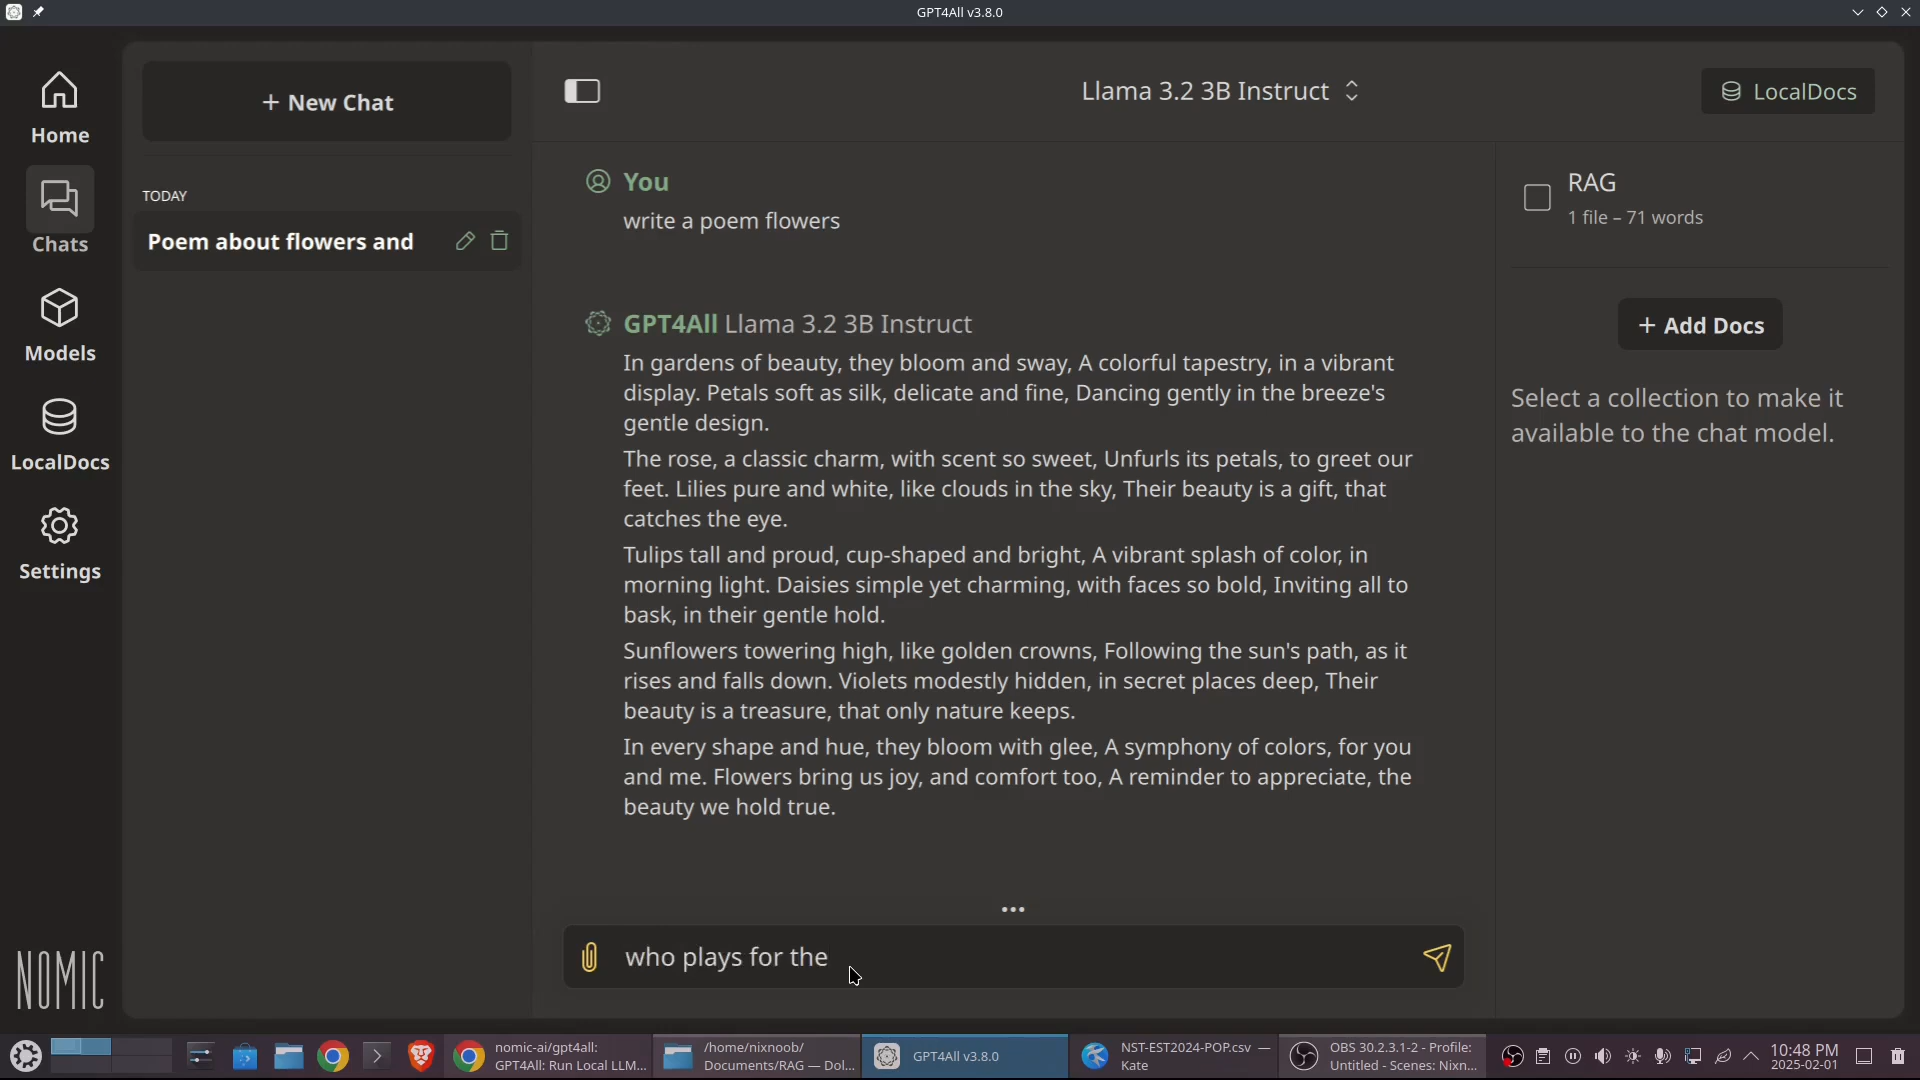 GPT4All v3.8.0
Home
Chats
Models
LocalDocs
Settings
NOMIC
+ New Chat
TODAY
Poem about flowers and
Llama 3.2 3B Instruct
LocalDocs
You
write a poem flowers
GPT4All Llama 3.2 3B Instruct
In gardens of beauty, they bloom and sway, A colorful tapestry, in a vibrant
display. Petals soft as silk, delicate and fine, Dancing gently in the breeze's
gentle design.
The rose, a classic charm, with scent so sweet, Unfurls its petals, to greet our
feet. Lilies pure and white, like clouds in the sky, Their beauty is a gift, that
catches the eye.
Tulips tall and proud, cup-shaped and bright, A vibrant splash of color, in
morning light. Daisies simple yet charming, with faces so bold, Inviting all to
bask, in their gentle hold.
Sunflowers towering high, like golden crowns, Following the sun's path, as it
rises and falls down. Violets modestly hidden, in secret places deep, Their
beauty is a treasure, that only nature keeps.
In every shape and hue, they bloom with glee, A symphony of colors, for you
and me. Flowers bring us joy, and comfort too, A reminder to appreciate, the
beauty we hold true.
•••
who plays for the
RAG
1 file – 71 words
+ Add Docs
Select a collection to make it
available to the chat model.
nomic-ai/gpt4all:
GPT4All: Run Local LLM...
/home/nixnoob/
Documents/RAG — Dol...
GPT4All v3.8.0
NST-EST2024-POP.csv —
Kate
OBS 30.2.3.1-2 - Profile:
Untitled - Scenes: Nixn...
10:48 PM
2025-02-01